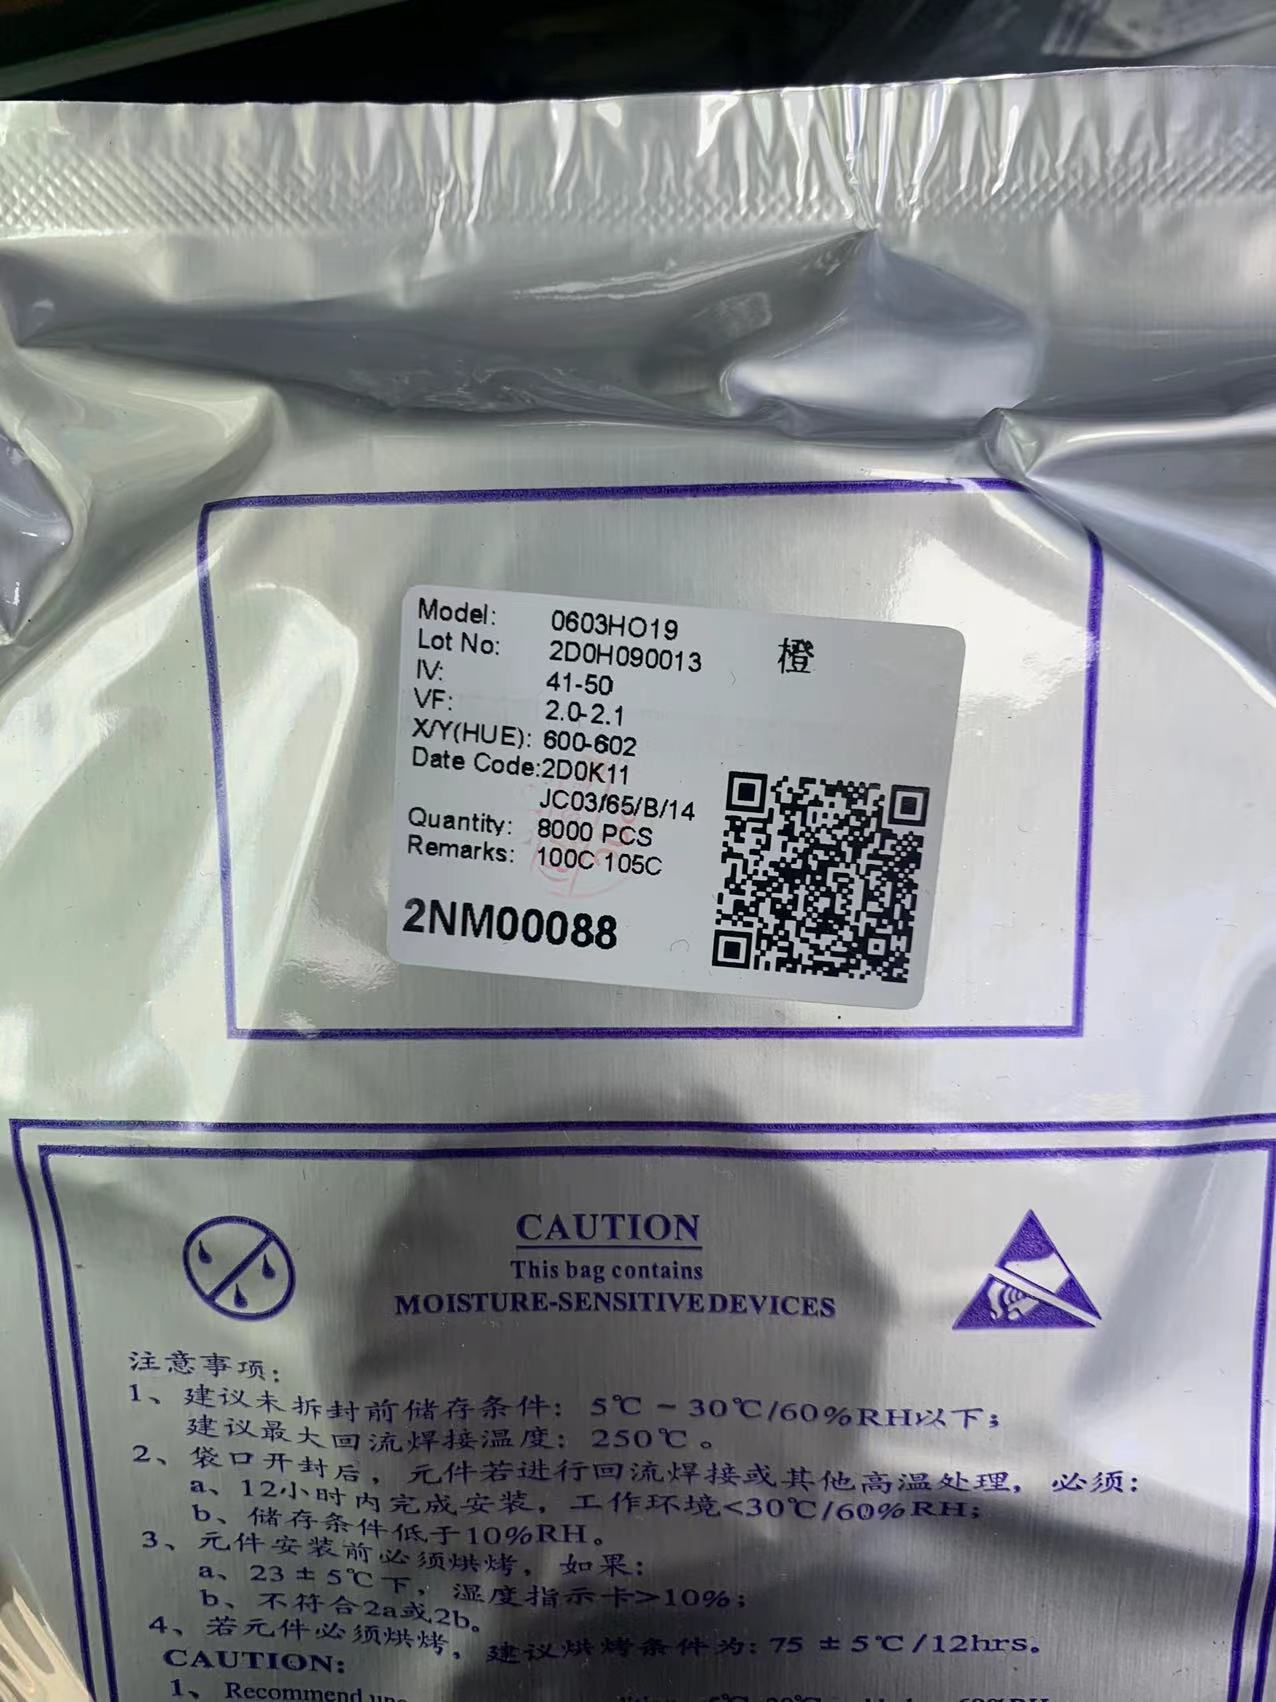 Model: 0603HO19 橙
Lot No: 2D0H090013
IV: 41-50
VF: 2.0-2.1
X/Y(HUE): 600-602
Date Code:2D0K11
JC03/65/B/14
Quantity: 8000 PCS
Remarks: 100C 105C
2NM00088
CAUTION
This bag contains
MOISTURE-SENSITIVE DEVICES
注意事项:
1、建议未拆封前储存条件: 5℃ ~ 30℃/60%RH以下;
建议最大回流焊接温度: 250℃。
2、袋口开封后, 元件若进行回流焊接或其他高温处理, 必须:
a、12小时内完成安装, 工作环境<30℃/60%RH;
b、储存条件低于10%RH。
3、元件安装前必须烘烤, 如果:
a、23 ± 5℃下, 湿度指示卡>10%;
b、不符合2a或2b。
4、若元件必须烘烤, 建议烘烤条件为: 75 ± 5℃/12hrs。
CAUTION:
1、Recommend